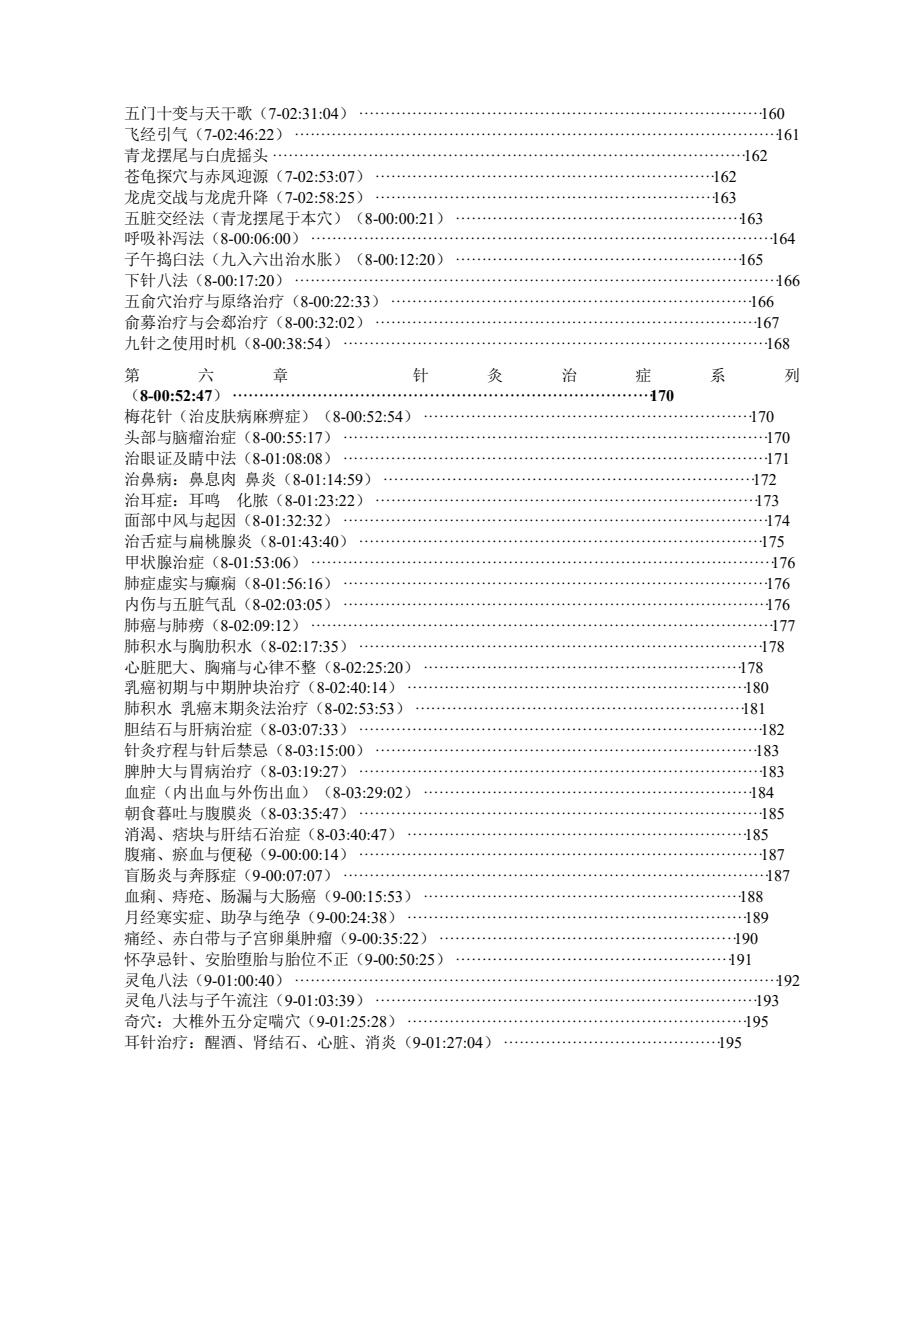 五门十变与天干歌（7-02:31:04）…………………………………………………………………160
飞经引气（7-02:46:22）………………………………………………………………………………161
青龙摆尾与白虎摇头……………………………………………………………………………162
苍龟探穴与赤凤迎源（7-02:53:07）………………………………………………………162
龙虎交战与龙虎升降（7-02:58:25）………………………………………………………163
五脏交经法（青龙摆尾于本穴）（8-00:00:21）……………………………………………163
呼吸补泻法（8-00:06:00）…………………………………………………………………………164
子午捣臼法（九入六出治水胀）（8-00:12:20）……………………………………………165
下针八法（8-00:17:20）………………………………………………………………………………166
五俞穴治疗与原络治疗（8-00:22:33）…………………………………………………………166
俞募治疗与会郄治疗（8-00:32:02）……………………………………………………………167
九针之使用时机（8-00:38:54）……………………………………………………………………168
第六章 针灸治症系列
（8-00:52:47）……………………………………………………………………170
梅花针（治皮肤病麻痹症）（8-00:52:54）……………………………………………………170
头部与脑瘤治症（8-00:55:17）……………………………………………………………………170
治眼证及睛中法（8-01:08:08）……………………………………………………………………171
治鼻病：鼻息肉 鼻炎（8-01:14:59）……………………………………………………………172
治耳症：耳鸣　化脓（8-01:23:22）……………………………………………………………173
面部中风与起因（8-01:32:32）……………………………………………………………………174
治舌症与扁桃腺炎（8-01:43:40）…………………………………………………………………175
甲状腺治症（8-01:53:06）…………………………………………………………………………176
肺症虚实与癫痫（8-01:56:16）……………………………………………………………………176
内伤与五脏气乱（8-02:03:05）……………………………………………………………………176
肺癌与肺痨（8-02:09:12）…………………………………………………………………………177
肺积水与胸肋积水（8-02:17:35）…………………………………………………………………178
心脏肥大、胸痛与心律不整（8-02:25:20）…………………………………………………178
乳癌初期与中期肿块治疗（8-02:40:14）………………………………………………………180
肺积水 乳癌末期灸法治疗（8-02:53:53）……………………………………………………181
胆结石与肝病治症（8-03:07:33）…………………………………………………………………182
针灸疗程与针后禁忌（8-03:15:00）……………………………………………………………183
脾肿大与胃病治疗（8-03:19:27）…………………………………………………………………183
血症（内出血与外伤出血）（8-03:29:02）……………………………………………………184
朝食暮吐与腹膜炎（8-03:35:47）…………………………………………………………………185
消渴、痞块与肝结石治症（8-03:40:47）………………………………………………………185
腹痛、瘀血与便秘（9-00:00:14）…………………………………………………………………187
盲肠炎与奔豚症（9-00:07:07）……………………………………………………………………187
血痢、痔疮、肠漏与大肠癌（9-00:15:53）…………………………………………………188
月经寒实症、助孕与绝孕（9-00:24:38）………………………………………………………189
痛经、赤白带与子宫卵巢肿瘤（9-00:35:22）………………………………………………190
怀孕忌针、安胎堕胎与胎位不正（9-00:50:25）……………………………………………191
灵龟八法（9-01:00:40）………………………………………………………………………………192
灵龟八法与子午流注（9-01:03:39）……………………………………………………………193
奇穴：大椎外五分定喘穴（9-01:25:28）………………………………………………………195
耳针治疗：醒酒、肾结石、心脏、消炎（9-01:27:04）…………………………………195